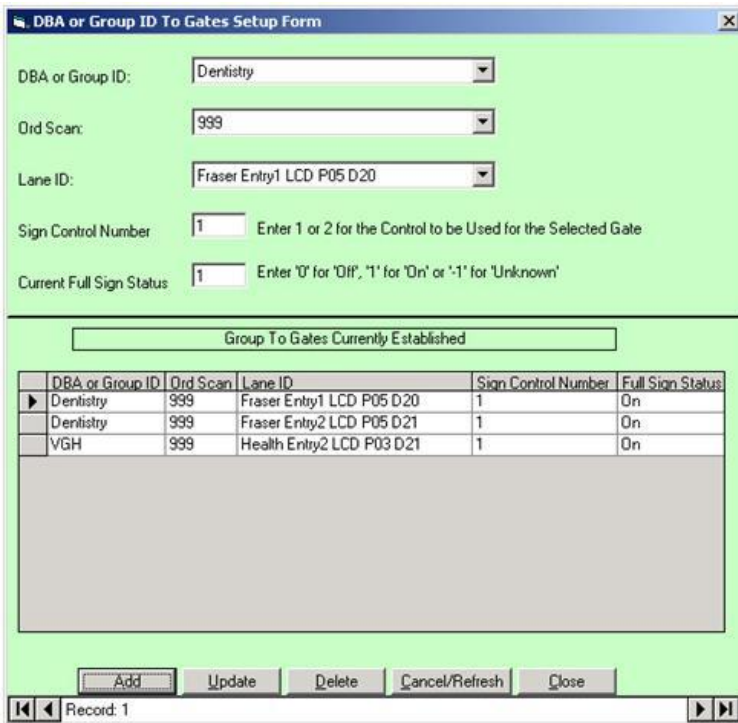 DBA or Group ID To Gates Setup Form
DBA or Group ID: Dentistry
Ord Scan: 999
Lane ID: Fraser Entry1 LCD P05 D20
Sign Control Number 1 Enter 1 or 2 for the Control to be Used for the Selected Gate
Current Full Sign Status 1 Enter '0' for 'Off', '1' for 'On' or '-1' for 'Unknown'
Group To Gates Currently Established
DBA or Group ID Ord Scan Lane ID Sign Control Number Full Sign Status
Dentistry 999 Fraser Entry1 LCD P05 D20 1 On
Dentistry 999 Fraser Entry2 LCD P05 D21 1 On
VGH 999 Health Entry2 LCD P03 D21 1 On
Add Update Delete Cancel/Refresh Close
Record: 1